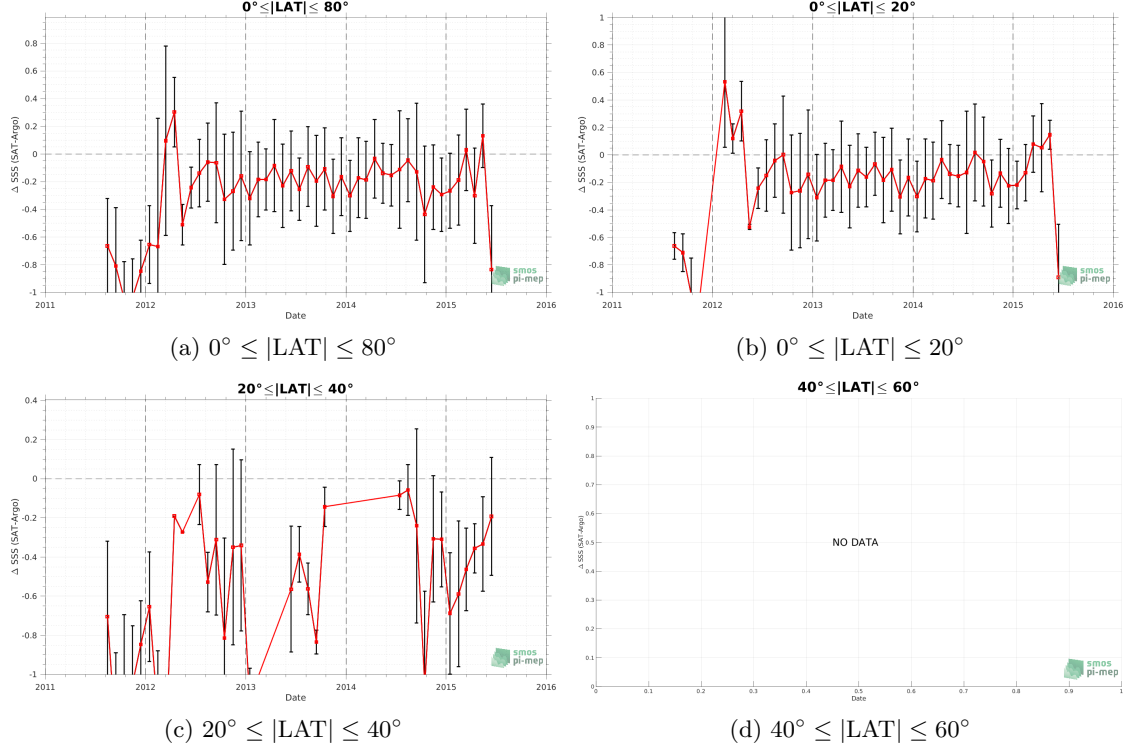 0°≤|LAT|≤ 80°
Δ SSS (SAT-Argo)
0.8
0.6
0.4
0.2
0
-0.2
-0.4
-0.6
-0.8
-1
2011 2012 2013 2014 2015 2016
Date
smos
pi-mep
(a) 0° ≤ |LAT| ≤ 80°
0°≤|LAT|≤ 20°
Δ SSS (SAT-Argo)
1
0.8
0.6
0.4
0.2
0
-0.2
-0.4
-0.6
-0.8
-1
2011 2012 2013 2014 2015 2016
Date
smos
pi-mep
(b) 0° ≤ |LAT| ≤ 20°
20°≤|LAT|≤ 40°
Δ SSS (SAT-Argo)
0.4
0.2
0
-0.2
-0.4
-0.6
-0.8
-1
2011 2012 2013 2014 2015 2016
Date
smos
pi-mep
(c) 20° ≤ |LAT| ≤ 40°
40°≤|LAT|≤ 60°
Δ SSS (SAT-Argo)
1
0.9
0.8
0.7
0.6
0.5
0.4
0.3
0.2
0.1
0
NO DATA
0 0.1 0.2 0.3 0.4 0.5 0.6 0.7 0.8 0.9 1
Date
smos
pi-mep
(d) 40° ≤ |LAT| ≤ 60°